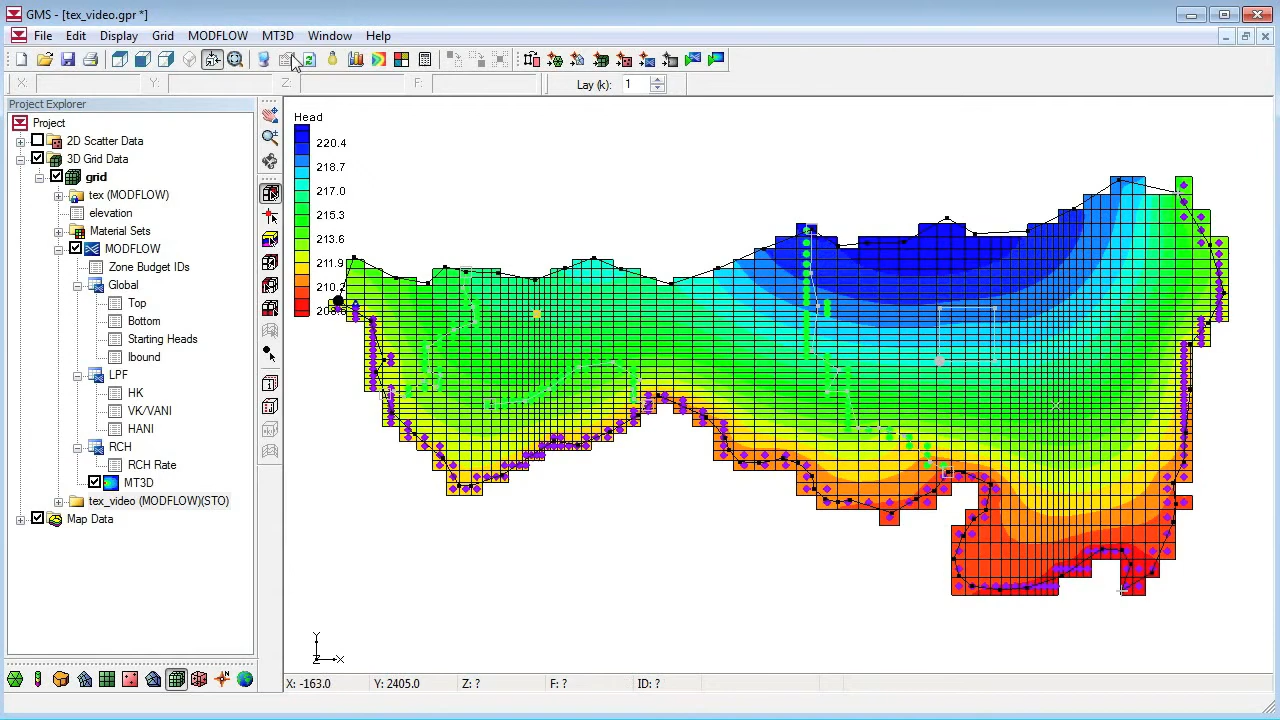 GMS - [tex_video.gpr *]
File Edit Display Grid MODFLOW MT3D Window Help
X: Y: Z: F: Lay (k): 1
Project Explorer
Project
2D Scatter Data
3D Grid Data
grid
tex (MODFLOW)
elevation
Material Sets
MODFLOW
Zone Budget IDs
Global
Top
Bottom
Starting Heads
Ibound
LPF
HK
VK/VANI
HANI
RCH
RCH Rate
MT3D
tex_video (MODFLOW)(STO)
Map Data
Head
220.4
218.7
217.0
215.3
213.6
211.9
Y
Z X
X: -163.0 Y: 2405.0 Z: ? F: ? ID: ?